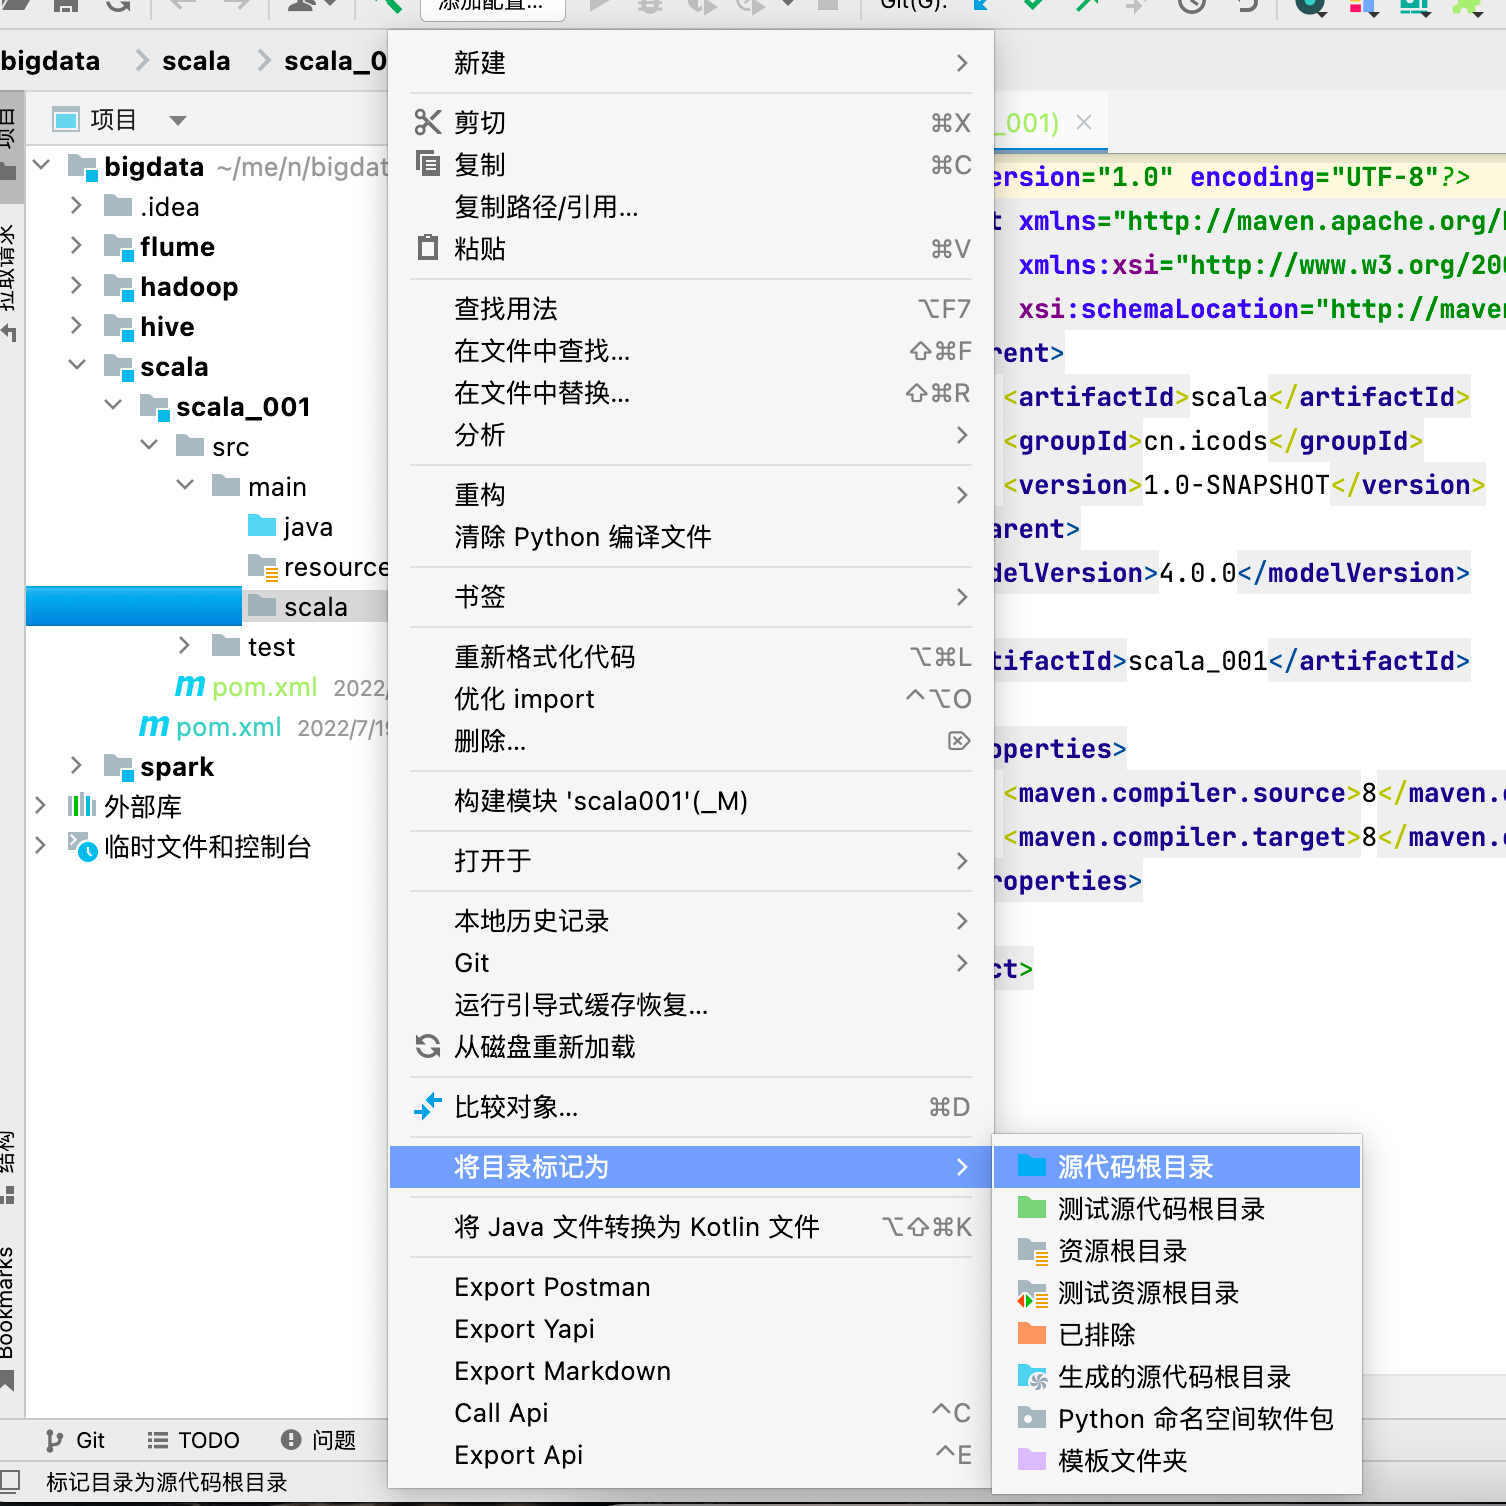 添加配置...
Git(G):
bigdata
scala
scala_0
项目
项目
拉取请求
结构
Bookmarks
bigdata ~/me/n/bigdat
.idea
flume
hadoop
hive
scala
scala_001
src
main
java
resource
scala
test
pom.xml 2022/
pom.xml 2022/7/19
spark
外部库
临时文件和控制台
新建
剪切 ⌘X
复制 ⌘C
复制路径/引用...
粘贴 ⌘V
查找用法 ⌥F7
在文件中查找... ⇧⌘F
在文件中替换... ⇧⌘R
分析
重构
清除 Python 编译文件
书签
重新格式化代码 ⌥⌘L
优化 import ^⌥O
删除... ⌦
构建模块 'scala001'(_M)
打开于
本地历史记录
Git
运行引导式缓存恢复...
从磁盘重新加载
比较对象... ⌘D
将目录标记为
将 Java 文件转换为 Kotlin 文件 ⌥⇧⌘K
Export Postman
Export Yapi
Export Markdown
Call Api ^C
Export Api ^E
源代码根目录
测试源代码根目录
资源根目录
测试资源根目录
已排除
生成的源代码根目录
Python 命名空间软件包
模板文件夹
_001)
ersion="1.0" encoding="UTF-8"?>
t xmlns="http://maven.apache.org/
xmlns:xsi="http://www.w3.org/200
xsi:schemaLocation="http://maven
rent>
<artifactId>scala</artifactId>
<groupId>cn.icods</groupId>
<version>1.0-SNAPSHOT</version>
arent>
delVersion>4.0.0</modelVersion>
tifactId>scala_001</artifactId>
operties>
<maven.compiler.source>8</maven.c
<maven.compiler.target>8</maven.c
roperties>
ct>
Git
TODO
问题
标记目录为源代码根目录